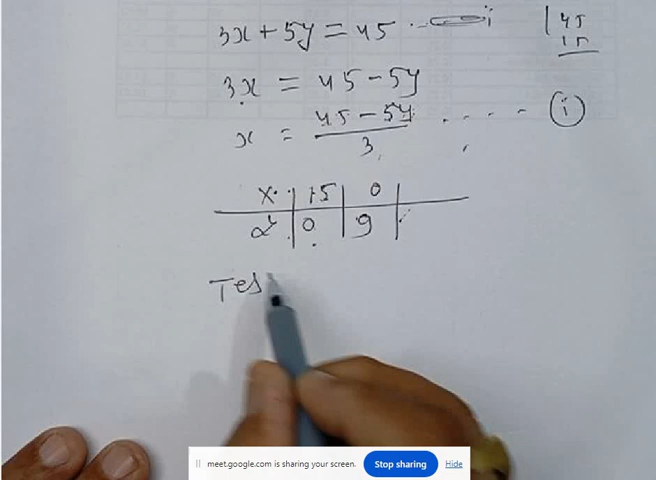 3x + 5y = 45 ... i
45
15
3x = 45 - 5y
x = 45 - 5y / 3 .... (i)
x 15 0
y 0 9
Tes
meet.google.com is sharing your screen. Stop sharing Hide